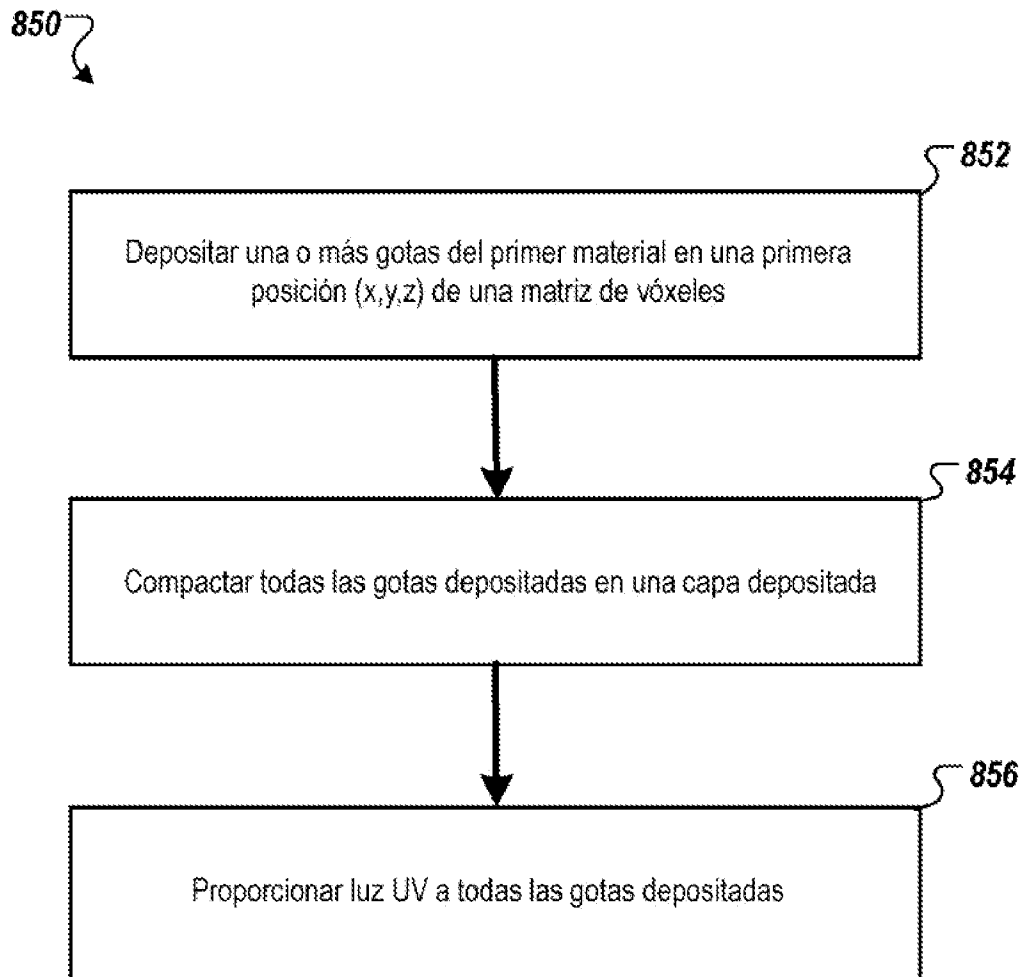 850
852
Depositar una o más gotas del primer material en una primera
posición (x,y,z) de una matriz de vóxeles
854
Compactar todas las gotas depositadas en una capa depositada
856
Proporcionar luz UV a todas las gotas depositadas